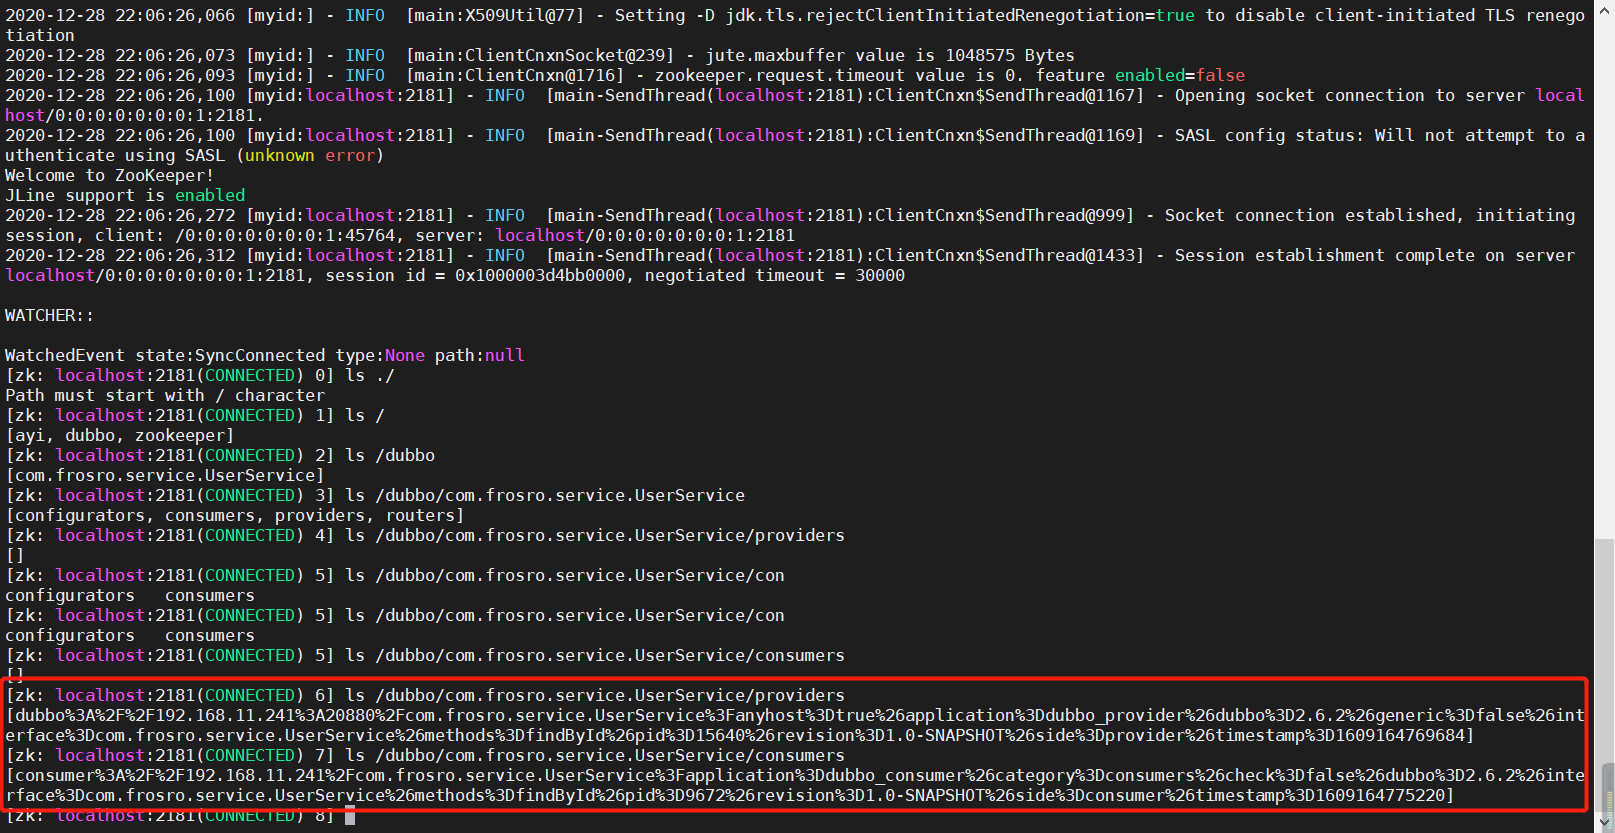 2020-12-28 22:06:26,066 [myid:] - INFO  [main:X509Util@77] - Setting -D jdk.tls.rejectClientInitiatedRenegotiation=true to disable client-initiated TLS renego
tiation
2020-12-28 22:06:26,073 [myid:] - INFO  [main:ClientCnxnSocket@239] - jute.maxbuffer value is 1048575 Bytes
2020-12-28 22:06:26,093 [myid:] - INFO  [main:ClientCnxn@1716] - zookeeper.request.timeout value is 0. feature enabled=false
2020-12-28 22:06:26,100 [myid:localhost:2181] - INFO  [main-SendThread(localhost:2181):ClientCnxn$SendThread@1167] - Opening socket connection to server local
host/0:0:0:0:0:0:0:1:2181.
2020-12-28 22:06:26,100 [myid:localhost:2181] - INFO  [main-SendThread(localhost:2181):ClientCnxn$SendThread@1169] - SASL config status: Will not attempt to a
uthenticate using SASL (unknown error)
Welcome to ZooKeeper!
JLine support is enabled
2020-12-28 22:06:26,272 [myid:localhost:2181] - INFO  [main-SendThread(localhost:2181):ClientCnxn$SendThread@999] - Socket connection established, initiating
session, client: /0:0:0:0:0:0:0:1:45764, server: localhost/0:0:0:0:0:0:0:1:2181
2020-12-28 22:06:26,312 [myid:localhost:2181] - INFO  [main-SendThread(localhost:2181):ClientCnxn$SendThread@1433] - Session establishment complete on server
localhost/0:0:0:0:0:0:0:1:2181, session id = 0x1000003d4bb0000, negotiated timeout = 30000
WATCHER::
WatchedEvent state:SyncConnected type:None path:null
[zk: localhost:2181(CONNECTED) 0] ls ./
Path must start with / character
[zk: localhost:2181(CONNECTED) 1] ls /
[ayi, dubbo, zookeeper]
[zk: localhost:2181(CONNECTED) 2] ls /dubbo
[com.frosro.service.UserService]
[zk: localhost:2181(CONNECTED) 3] ls /dubbo/com.frosro.service.UserService
[configurators, consumers, providers, routers]
[zk: localhost:2181(CONNECTED) 4] ls /dubbo/com.frosro.service.UserService/providers
[]
[zk: localhost:2181(CONNECTED) 5] ls /dubbo/com.frosro.service.UserService/con
configurators   consumers
[zk: localhost:2181(CONNECTED) 5] ls /dubbo/com.frosro.service.UserService/con
configurators   consumers
[zk: localhost:2181(CONNECTED) 5] ls /dubbo/com.frosro.service.UserService/consumers
[]
[zk: localhost:2181(CONNECTED) 6] ls /dubbo/com.frosro.service.UserService/providers
[dubbo%3A%2F%2F192.168.11.241%3A20880%2Fcom.frosro.service.UserService%3Fanyhost%3Dtrue%26application%3Ddubbo_provider%26dubbo%3D2.6.2%26generic%3Dfalse%26int
erface%3Dcom.frosro.service.UserService%26methods%3DfindById%26pid%3D15640%26revision%3D1.0-SNAPSHOT%26side%3Dprovider%26timestamp%3D1609164769684]
[zk: localhost:2181(CONNECTED) 7] ls /dubbo/com.frosro.service.UserService/consumers
[consumer%3A%2F%2F192.168.11.241%2Fcom.frosro.service.UserService%3Fapplication%3Ddubbo_consumer%26category%3Dconsumers%26check%3Dfalse%26dubbo%3D2.6.2%26inte
rface%3Dcom.frosro.service.UserService%26methods%3DfindById%26pid%3D9672%26revision%3D1.0-SNAPSHOT%26side%3Dconsumer%26timestamp%3D1609164775220]
[zk: localhost:2181(CONNECTED) 8]